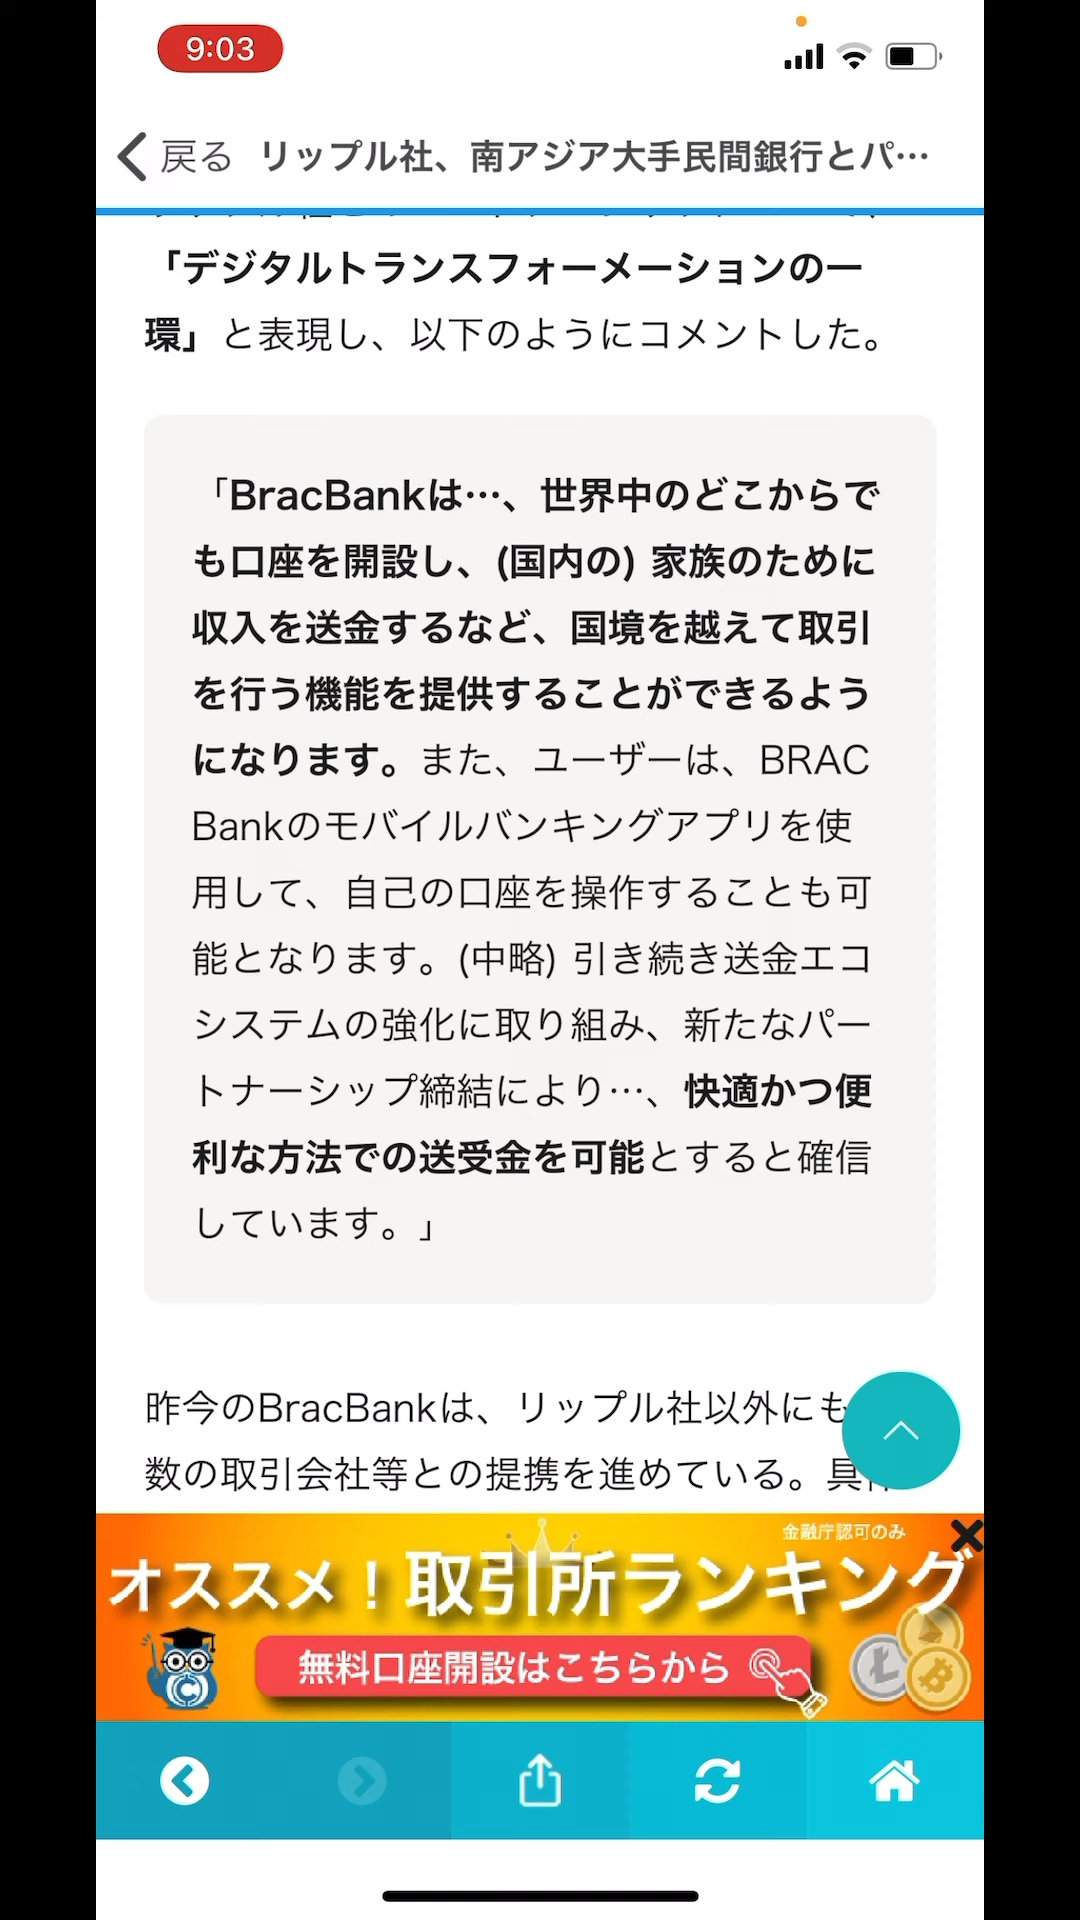 9:03
戻る リップル社、南アジア大手民間銀行とパ…
「デジタルトランスフォーメーションの一
環」と表現し、以下のようにコメントした。
「BracBankは…、世界中のどこからで
も口座を開設し、(国内の) 家族のために
収入を送金するなど、国境を越えて取引
を行う機能を提供することができるよう
になります。また、ユーザーは、BRAC
Bankのモバイルバンキングアプリを使
用して、自己の口座を操作することも可
能となります。(中略) 引き続き送金エコ
システムの強化に取り組み、新たなパー
トナーシップ締結により…、快適かつ便
利な方法での送受金を可能とすると確信
しています。」
昨今のBracBankは、リップル社以外にも
数の取引会社等との提携を進めている。具体
金融庁認可のみ
オススメ！取引所ランキング
無料口座開設はこちらから